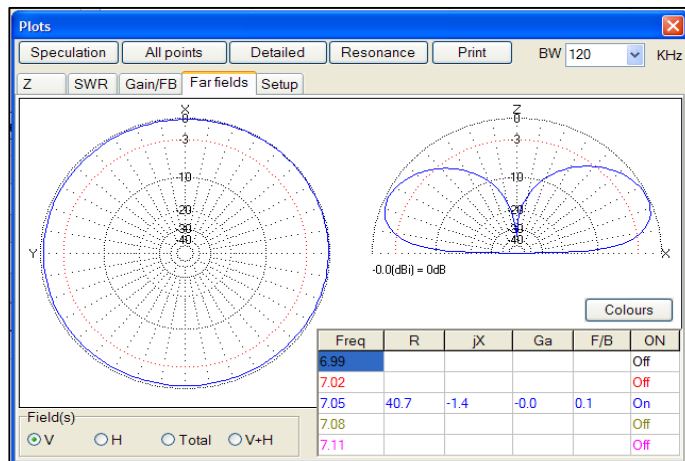 Plots
Speculation All points Detailed Resonance Print BW 120 KHz
Z SWR Gain/FB Far fields Setup
X
0
-3
-10
-20
-30
-40
Y
Z
0
-3
-10
-20
-30
-40
X
-0.0(dBi) = 0dB
Colours
Freq R jX Ga F/B ON
6.99 Off
7.02 Off
7.05 40.7 -1.4 -0.0 0.1 On
7.08 Off
7.11 Off
Field(s)
V H Total V+H